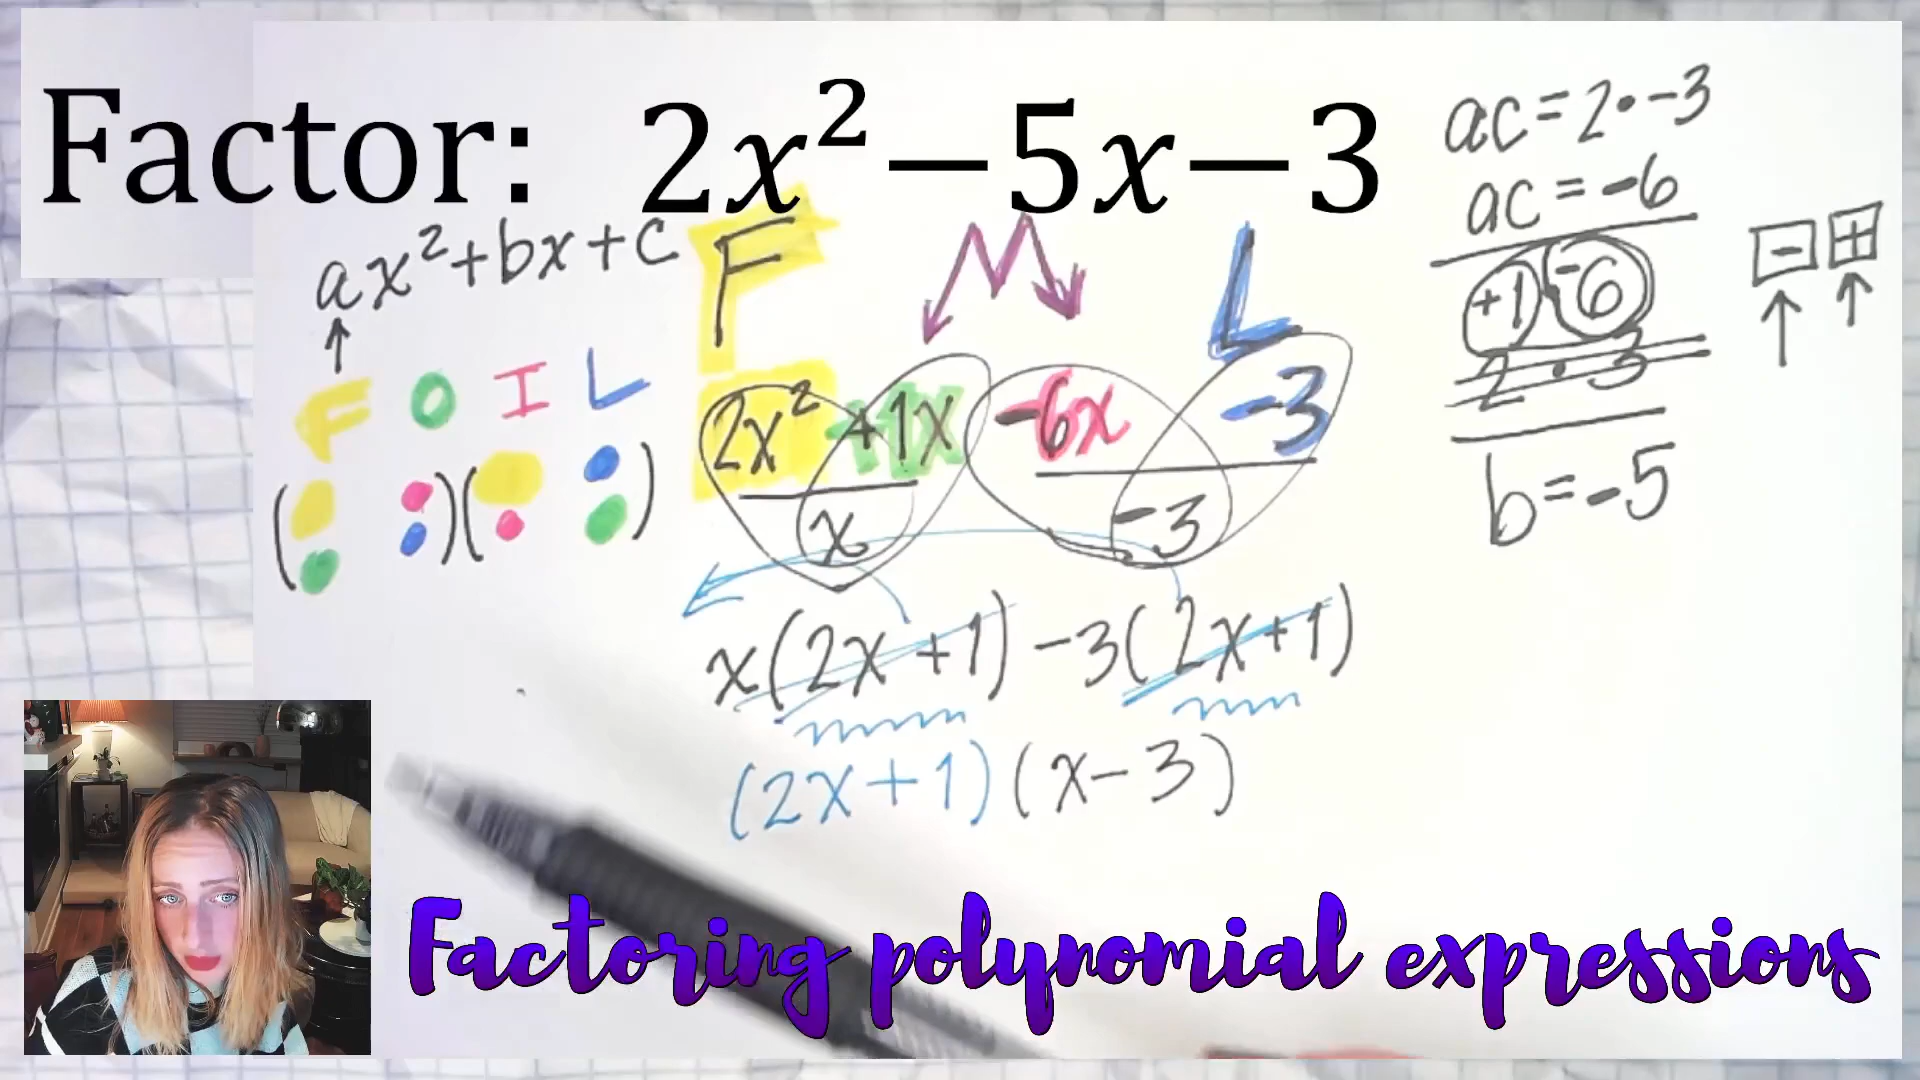 Factor: 2x² – 5x – 3
ac = 2 · -3
ac = -6
ax² + bx + c
F M L
- +
+1 -6
2 · 3
F O I L
2x² +1x -6x -3
( )( )
x -3
b = -5
x(2x + 1) - 3(2x + 1)
(2x + 1)(x - 3)
Factoring polynomial expressions